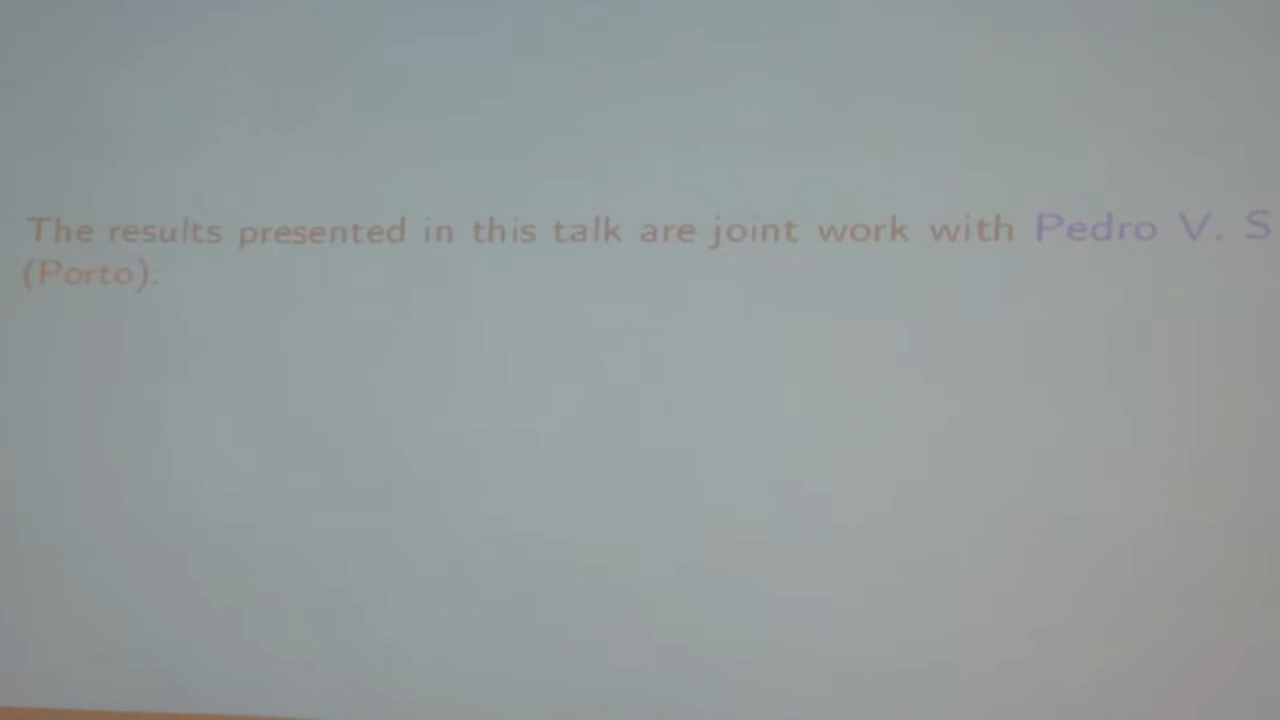 The results presented in this talk are joint work with Pedro V. S
(Porto):